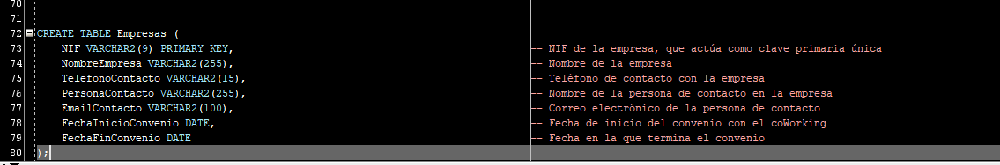 70
71
72 CREATE TABLE Empresas (
73 NIF VARCHAR2(9) PRIMARY KEY, -- NIF de la empresa, que actúa como clave primaria única
74 NombreEmpresa VARCHAR2(255), -- Nombre de la empresa
75 TelefonoContacto VARCHAR2(15), -- Teléfono de contacto con la empresa
76 PersonaContacto VARCHAR2(255), -- Nombre de la persona de contacto en la empresa
77 EmailContacto VARCHAR2(100), -- Correo electrónico de la persona de contacto
78 FechaInicioConvenio DATE, -- Fecha de inicio del convenio con el coWorking
79 FechaFinConvenio DATE -- Fecha en la que termina el convenio
80 );